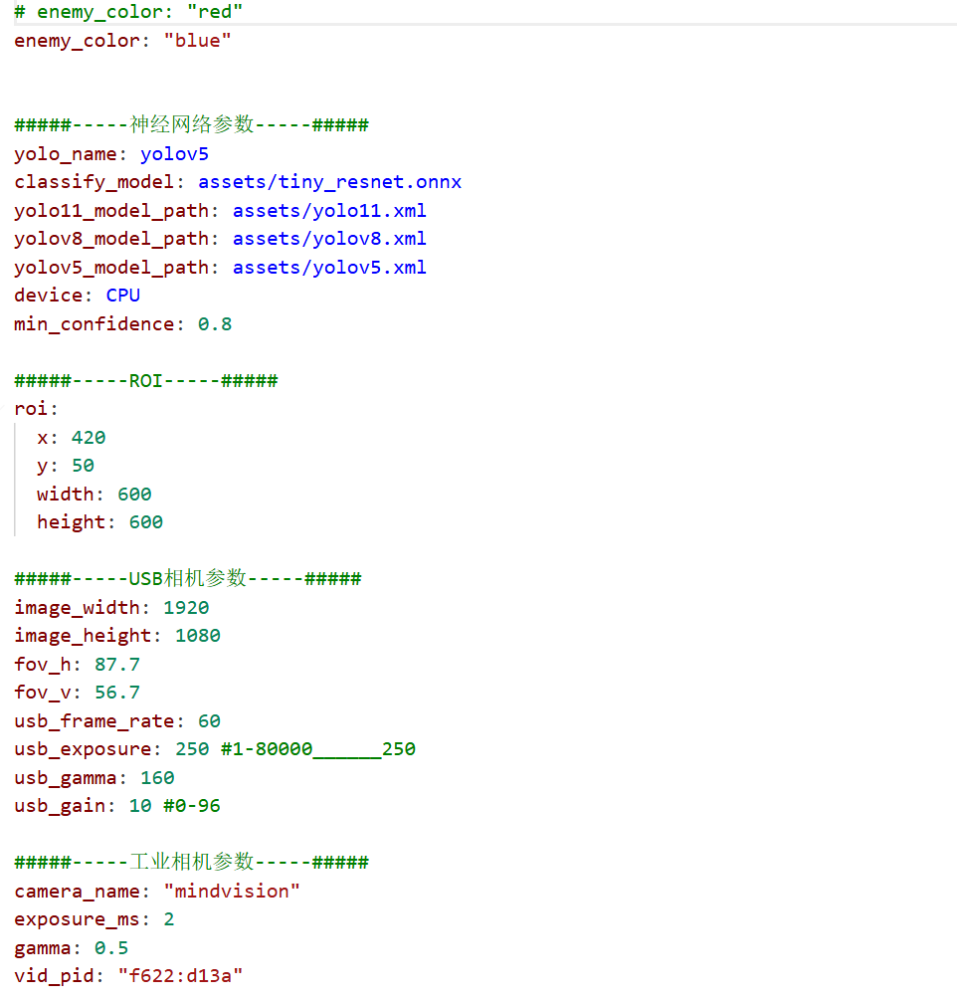 # enemy_color: "red"
enemy_color: "blue"
#####-----神经网络参数-----#####
yolo_name: yolov5
classify_model: assets/tiny_resnet.onnx
yolo11_model_path: assets/yolo11.xml
yolov8_model_path: assets/yolov8.xml
yolov5_model_path: assets/yolov5.xml
device: CPU
min_confidence: 0.8
#####-----ROI-----#####
roi:
  x: 420
  y: 50
  width: 600
  height: 600
#####-----USB相机参数-----#####
image_width: 1920
image_height: 1080
fov_h: 87.7
fov_v: 56.7
usb_frame_rate: 60
usb_exposure: 250 #1-80000______250
usb_gamma: 160
usb_gain: 10 #0-96
#####-----工业相机参数-----#####
camera_name: "mindvision"
exposure_ms: 2
gamma: 0.5
vid_pid: "f622:d13a"